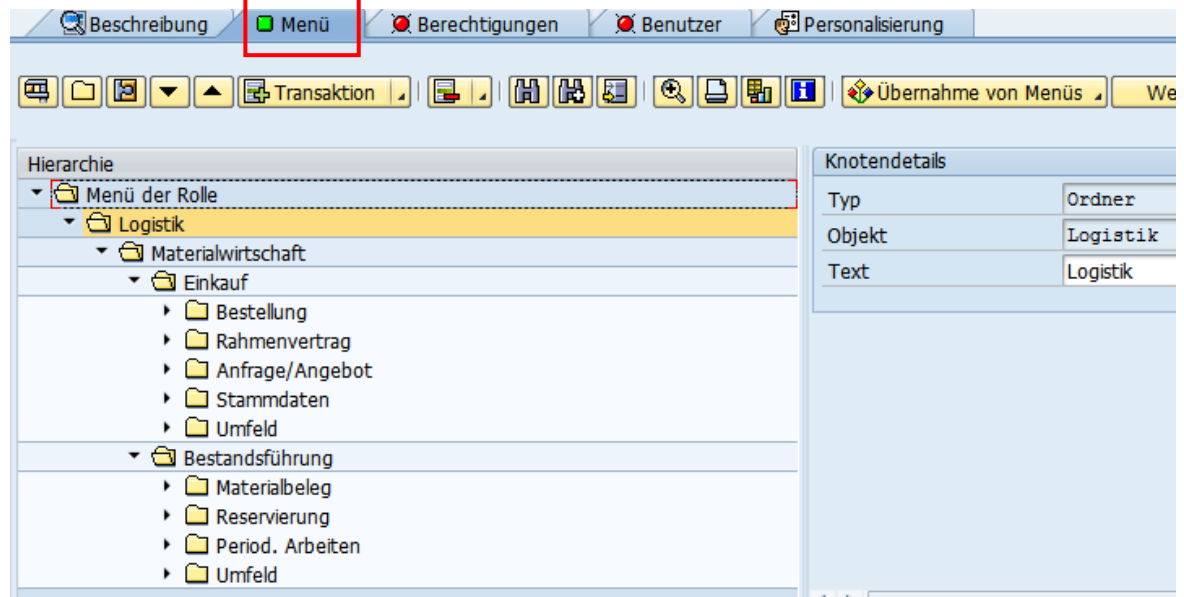 Beschreibung Menü Berechtigungen Benutzer Personalisierung
Transaktion Übernahme von Menüs We
Hierarchie
Menü der Rolle
Logistik
Materialwirtschaft
Einkauf
Bestellung
Rahmenvertrag
Anfrage/Angebot
Stammdaten
Umfeld
Bestandsführung
Materialbeleg
Reservierung
Period. Arbeiten
Umfeld
Knotendetails
Typ Ordner
Objekt Logistik
Text Logistik